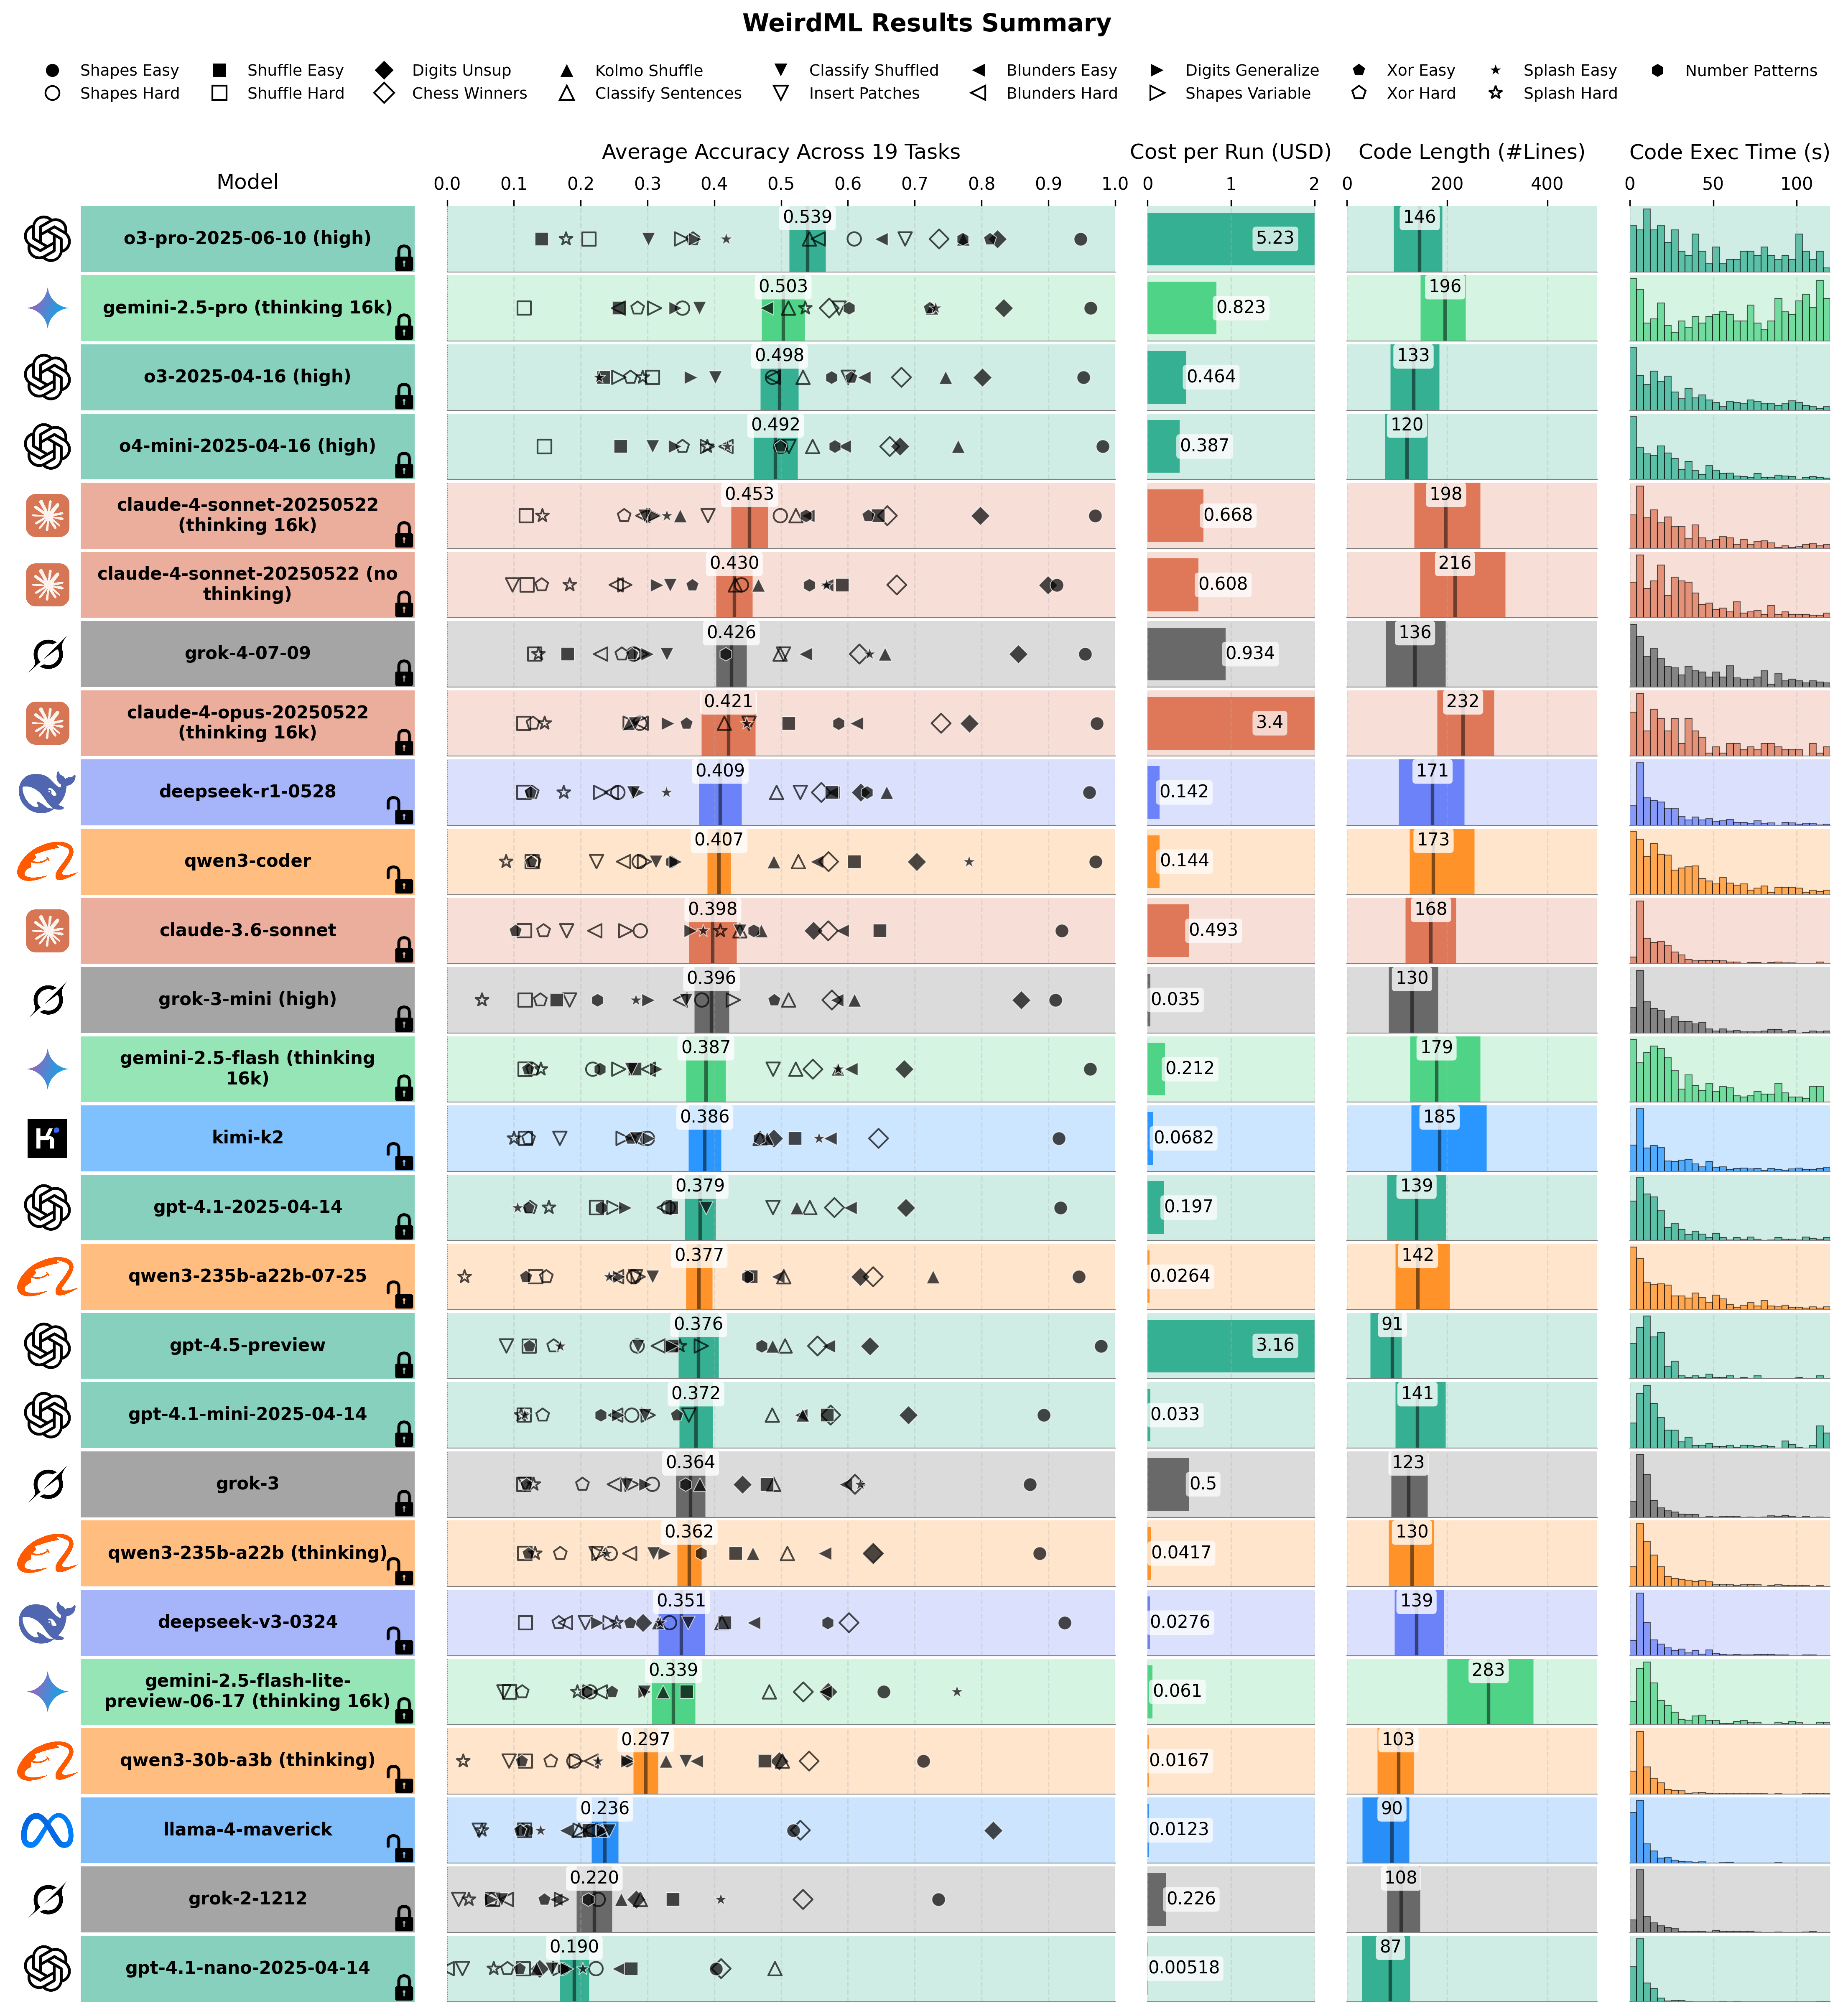 WeirdML Results Summary
Shapes Easy Shuffle Easy Digits Unsup Kolmo Shuffle Classify Shuffled Blunders Easy Digits Generalize Xor Easy Splash Easy Number Patterns
Shapes Hard Shuffle Hard Chess Winners Classify Sentences Insert Patches Blunders Hard Shapes Variable Xor Hard Splash Hard
Average Accuracy Across 19 Tasks Cost per Run (USD) Code Length (#Lines) Code Exec Time (s)
Model 0.0 0.1 0.2 0.3 0.4 0.5 0.6 0.7 0.8 0.9 1.0 0 1 2 0 200 400 0 50 100
o3-pro-2025-06-10 (high) 0.539 5.23 146
gemini-2.5-pro (thinking 16k) 0.503 0.823 196
o3-2025-04-16 (high) 0.498 0.464 133
o4-mini-2025-04-16 (high) 0.492 0.387 120
claude-4-sonnet-20250522
(thinking 16k) 0.453 0.668 198
claude-4-sonnet-20250522 (no
thinking) 0.430 0.608 216
grok-4-07-09 0.426 0.934 136
claude-4-opus-20250522
(thinking 16k) 0.421 3.4 232
deepseek-r1-0528 0.409 0.142 171
qwen3-coder 0.407 0.144 173
claude-3.6-sonnet 0.398 0.493 168
grok-3-mini (high) 0.396 0.035 130
gemini-2.5-flash (thinking
16k) 0.387 0.212 179
kimi-k2 0.386 0.0682 185
gpt-4.1-2025-04-14 0.379 0.197 139
qwen3-235b-a22b-07-25 0.377 0.0264 142
gpt-4.5-preview 0.376 3.16 91
gpt-4.1-mini-2025-04-14 0.372 0.033 141
grok-3 0.364 0.5 123
qwen3-235b-a22b (thinking) 0.362 0.0417 130
deepseek-v3-0324 0.351 0.0276 139
gemini-2.5-flash-lite-
preview-06-17 (thinking 16k) 0.339 0.061 283
qwen3-30b-a3b (thinking) 0.297 0.0167 103
llama-4-maverick 0.236 0.0123 90
grok-2-1212 0.220 0.226 108
gpt-4.1-nano-2025-04-14 0.190 0.00518 87